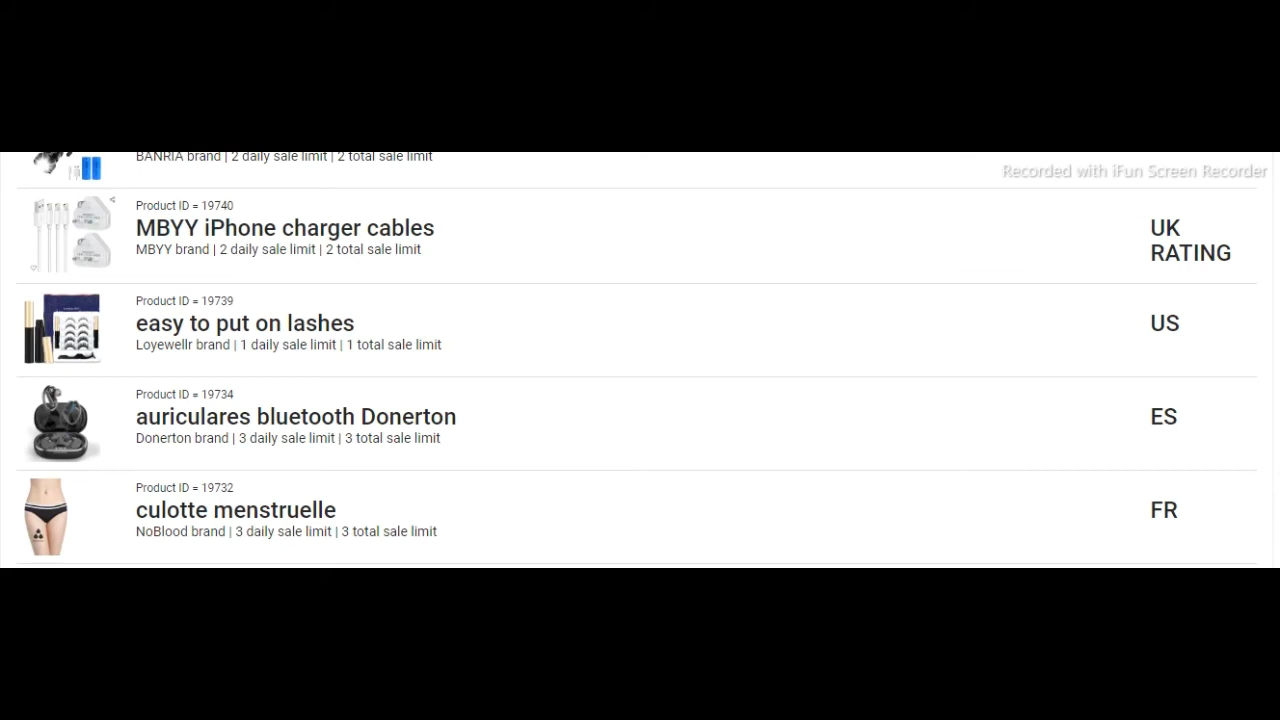 BANRIA brand | 2 daily sale limit | 2 total sale limit
Recorded with iFun Screen Recorder
Product ID = 19740
MBYY iPhone charger cables
MBYY brand | 2 daily sale limit | 2 total sale limit
UK
RATING
Product ID = 19739
easy to put on lashes
Loyewellr brand | 1 daily sale limit | 1 total sale limit
US
Product ID = 19734
auriculares bluetooth Donerton
Donerton brand | 3 daily sale limit | 3 total sale limit
ES
Product ID = 19732
culotte menstruelle
NoBlood brand | 3 daily sale limit | 3 total sale limit
FR